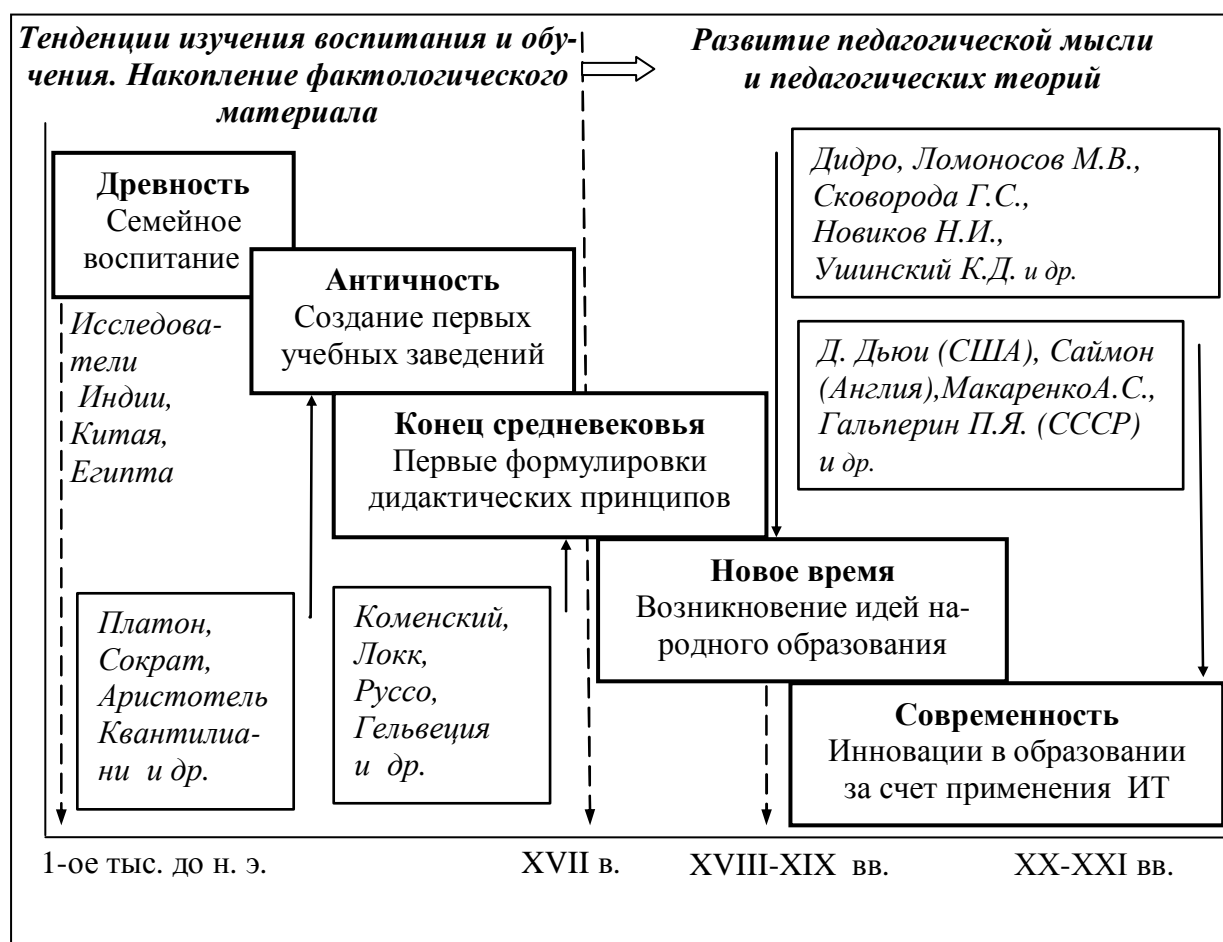 Тенденции изучения воспитания и обу-
чения. Накопление фактологического
материала
Развитие педагогической мысли
и педагогических теорий
Древность
Семейное
воспитание
Исследова-
тели
Индии,
Китая,
Египта
Античность
Создание первых
учебных заведений
Платон,
Сократ,
Аристотель
Квантилиа-
ни и др.
Конец средневековья
Первые формулировки
дидактических принципов
Коменский,
Локк,
Руссо,
Гельвеция
и др.
Дидро, Ломоносов М.В.,
Сковорода Г.С.,
Новиков Н.И.,
Ушинский К.Д. и др.
Д. Дьюи (США), Саймон
(Англия),МакаренкоА.С.,
Гальперин П.Я. (СССР)
и др.
Новое время
Возникновение идей на-
родного образования
Современность
Инновации в образовании
за счет применения ИТ
1-ое тыс. до н. э.
XVII в.
XVIII-XIX вв.
XX-XXI вв.